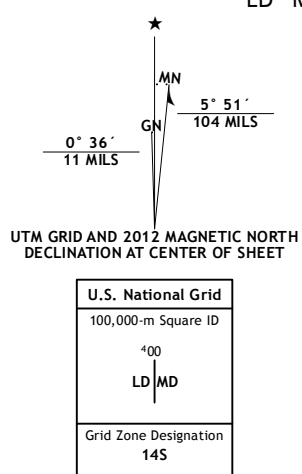 LD M
★
MN
GN
5° 51´
104 MILS
0° 36´
11 MILS
UTM GRID AND 2012 MAGNETIC NORTH
DECLINATION AT CENTER OF SHEET
U.S. National Grid
100,000-m Square ID
⁴00
LD MD
Grid Zone Designation
14S